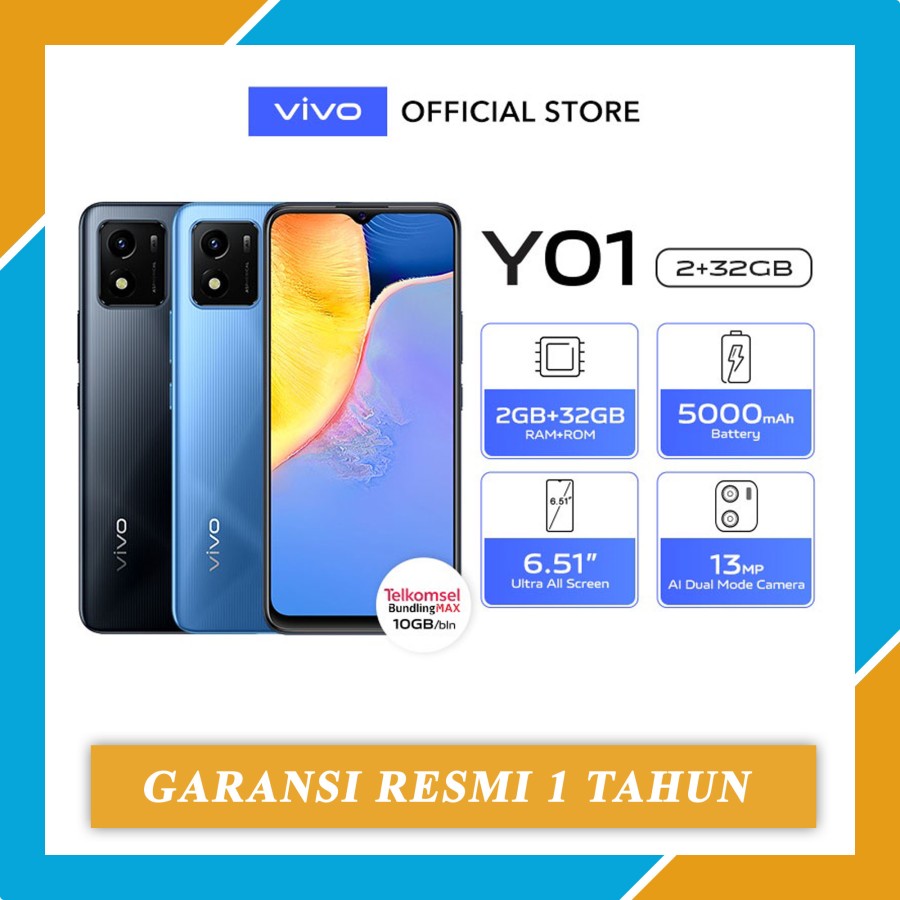 vivo OFFICIAL STORE
Y01 2+32GB
2GB+32GB
RAM+ROM
5000mAh
Battery
6.51"
6.51"
Ultra All Screen
13MP
AI Dual Mode Camera
vivo
vivo
Telkomsel
BundlingMAX
10GB/bln
GARANSI RESMI 1 TAHUN